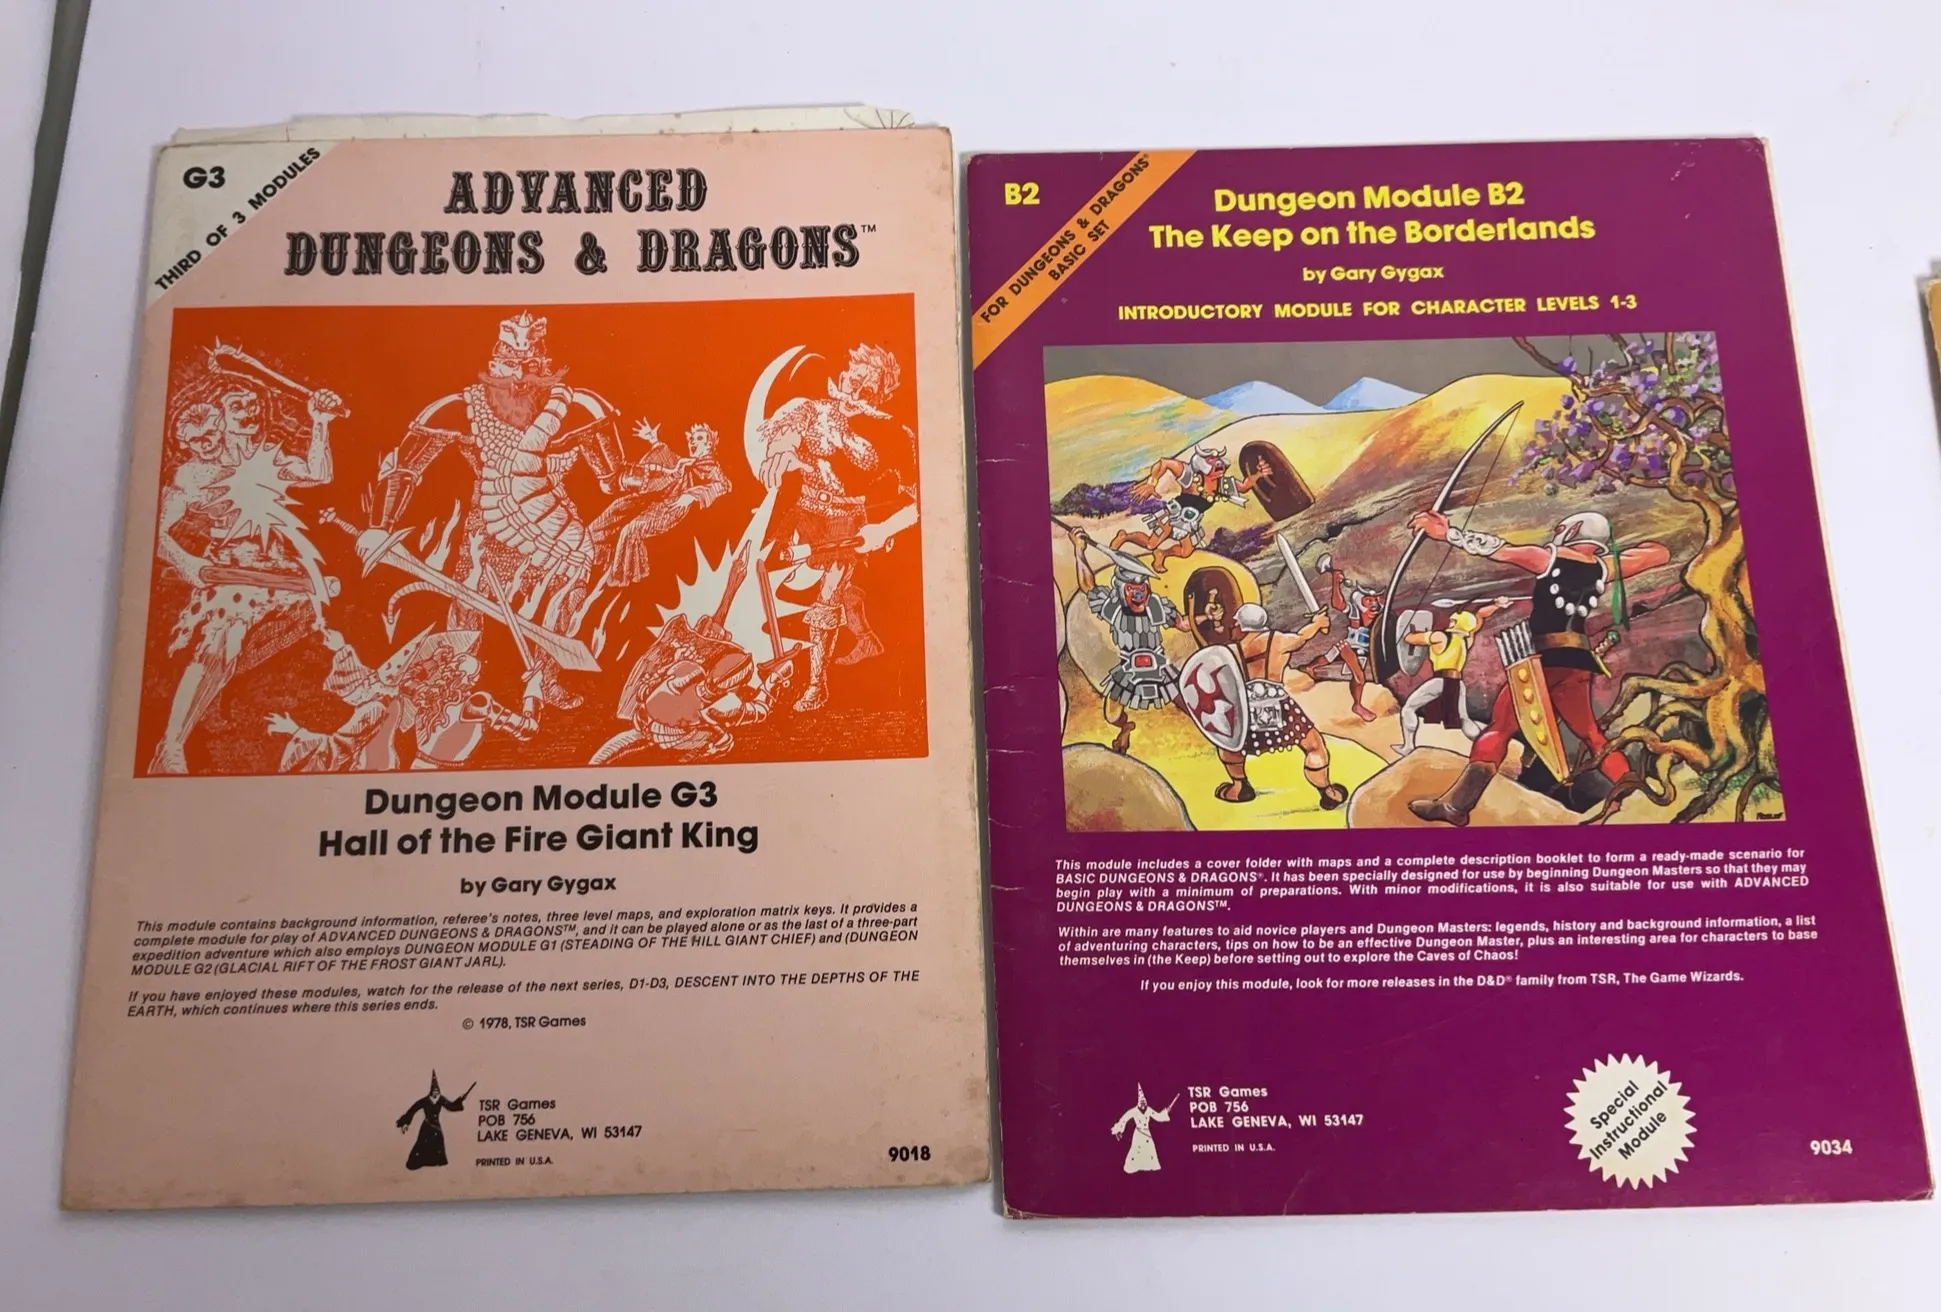 G3
THIRD OF 3 MODULES
ADVANCED
DUNGEONS & DRAGONS™
Dungeon Module G3
Hall of the Fire Giant King
by Gary Gygax
This module contains background information, referee's notes, three level maps, and exploration matrix keys. It provides a
complete module for play of ADVANCED DUNGEONS & DRAGONS™, and it can be played alone or as the last of a three-part
expedition adventure which also employs DUNGEON MODULE G1 (STEADING OF THE HILL GIANT CHIEF) and (DUNGEON
MODULE G2 (GLACIAL RIFT OF THE FROST GIANT JARL).
If you have enjoyed these modules, watch for the release of the next series, D1-D3, DESCENT INTO THE DEPTHS OF THE
EARTH, which continues where this series ends.
© 1978, TSR Games
TSR Games
POB 756
LAKE GENEVA, WI 53147
PRINTED IN U.S.A.
9018
B2
FOR DUNGEONS & DRAGONS®
BASIC SET
Dungeon Module B2
The Keep on the Borderlands
by Gary Gygax
INTRODUCTORY MODULE FOR CHARACTER LEVELS 1-3
This module includes a cover folder with maps and a complete description booklet to form a ready-made scenario for
BASIC DUNGEONS & DRAGONS®. It has been specially designed for use by beginning Dungeon Masters so that they may
begin play with a minimum of preparations. With minor modifications, it is also suitable for use with ADVANCED
DUNGEONS & DRAGONS™.
Within are many features to aid novice players and Dungeon Masters: legends, history and background information, a list
of adventuring characters, tips on how to be an effective Dungeon Master, plus an interesting area for characters to base
themselves in (the Keep) before setting out to explore the Caves of Chaos!
If you enjoy this module, look for more releases in the D&D® family from TSR, The Game Wizards.
TSR Games
POB 756
LAKE GENEVA, WI 53147
PRINTED IN U.S.A.
Special
Instructional
Module
9034